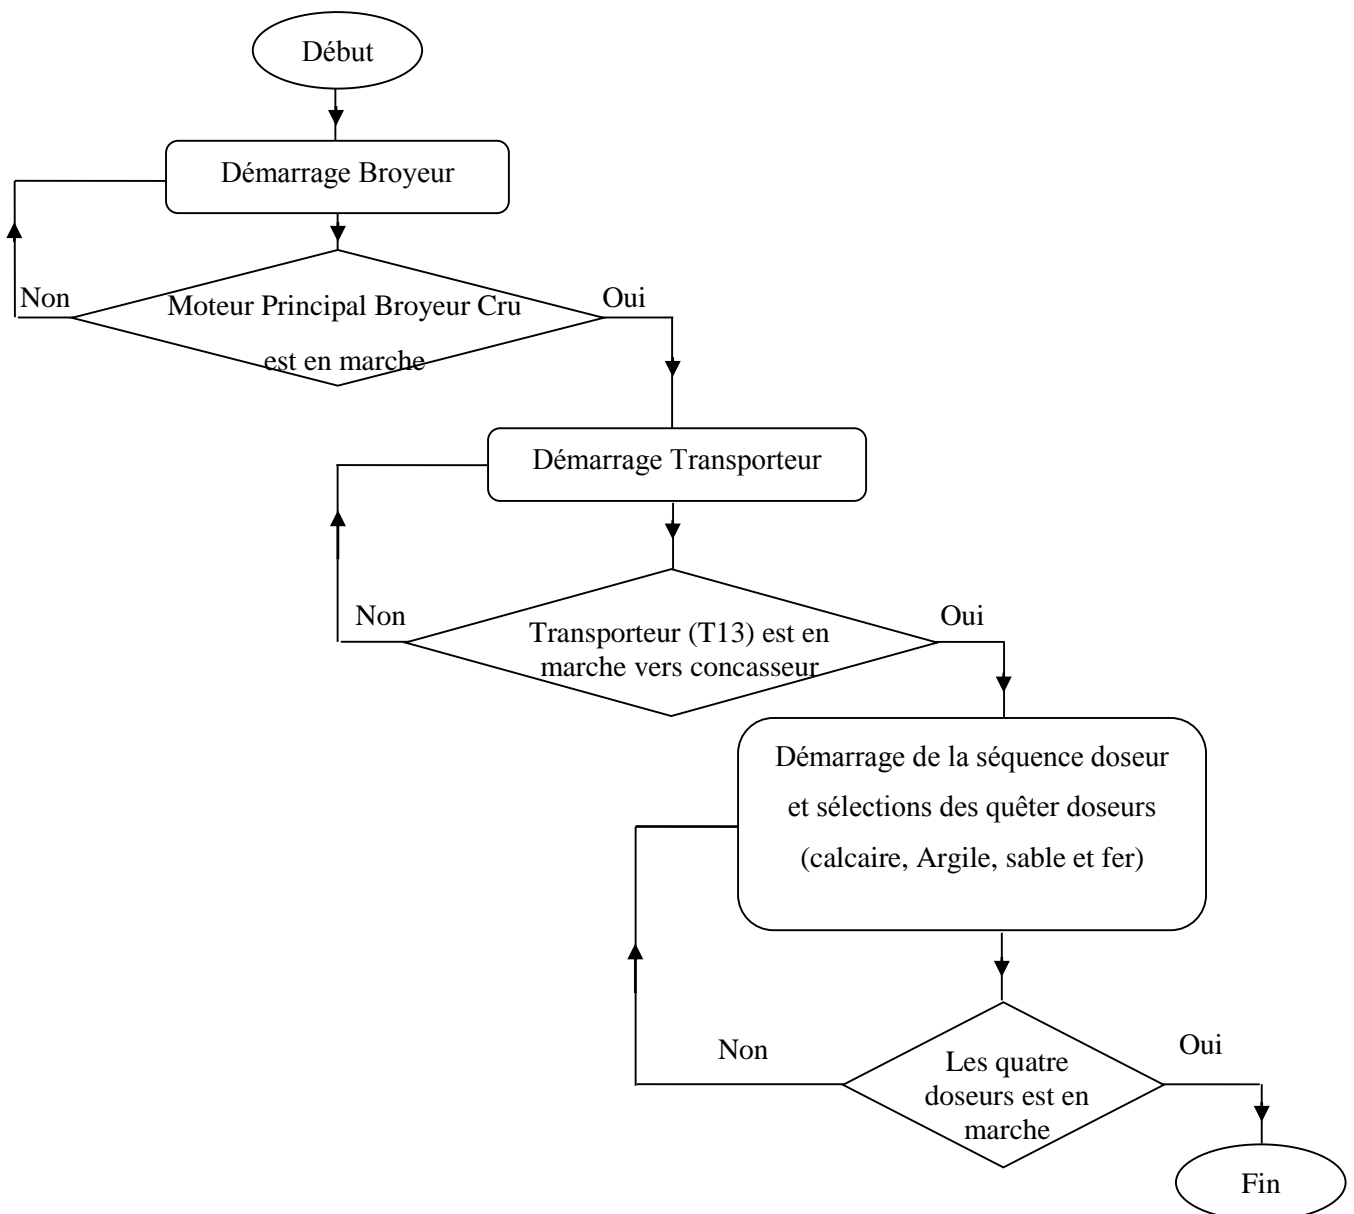 Début
Démarrage Broyeur
Non
Oui
Moteur Principal Broyeur Cru
est en marche
Démarrage Transporteur
Non
Oui
Transporteur (T13) est en
marche vers concasseur
Démarrage de la séquence doseur
et sélections des quêter doseurs
(calcaire, Argile, sable et fer)
Non
Oui
Les quatre
doseurs est en
marche
Fin